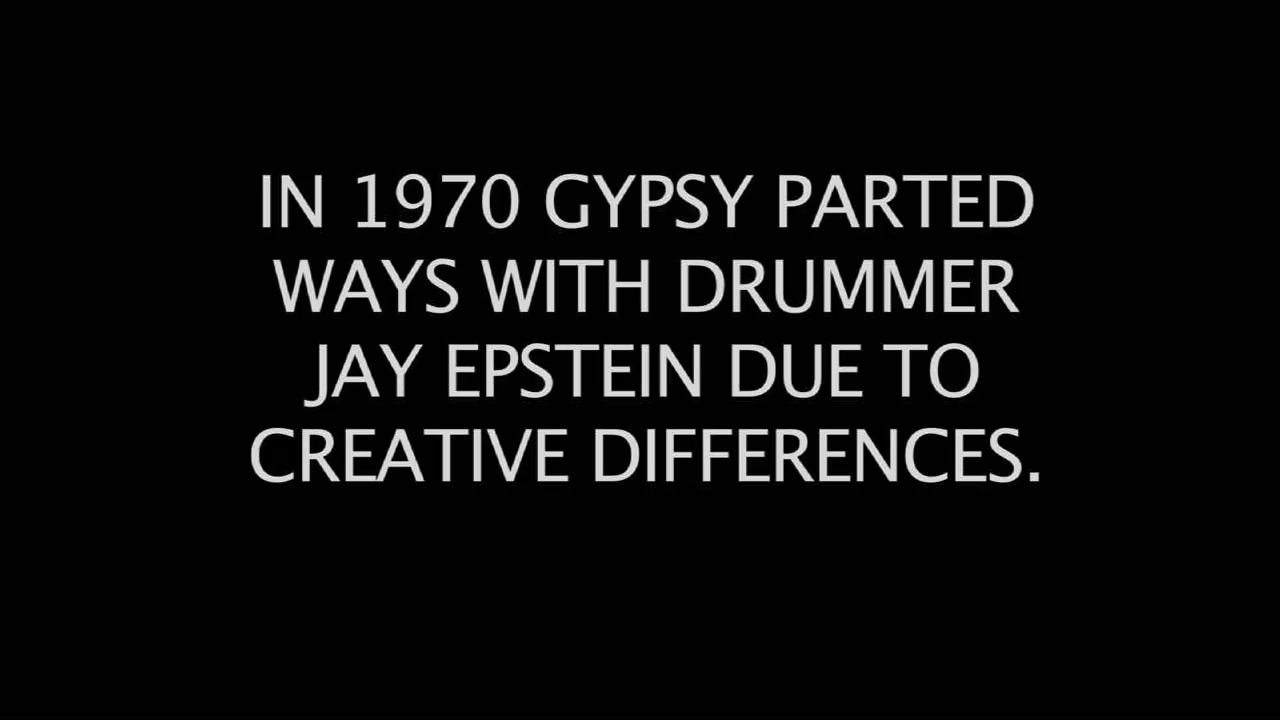 IN 1970 GYPSY PARTED
WAYS WITH DRUMMER
JAY EPSTEIN DUE TO
CREATIVE DIFFERENCES.